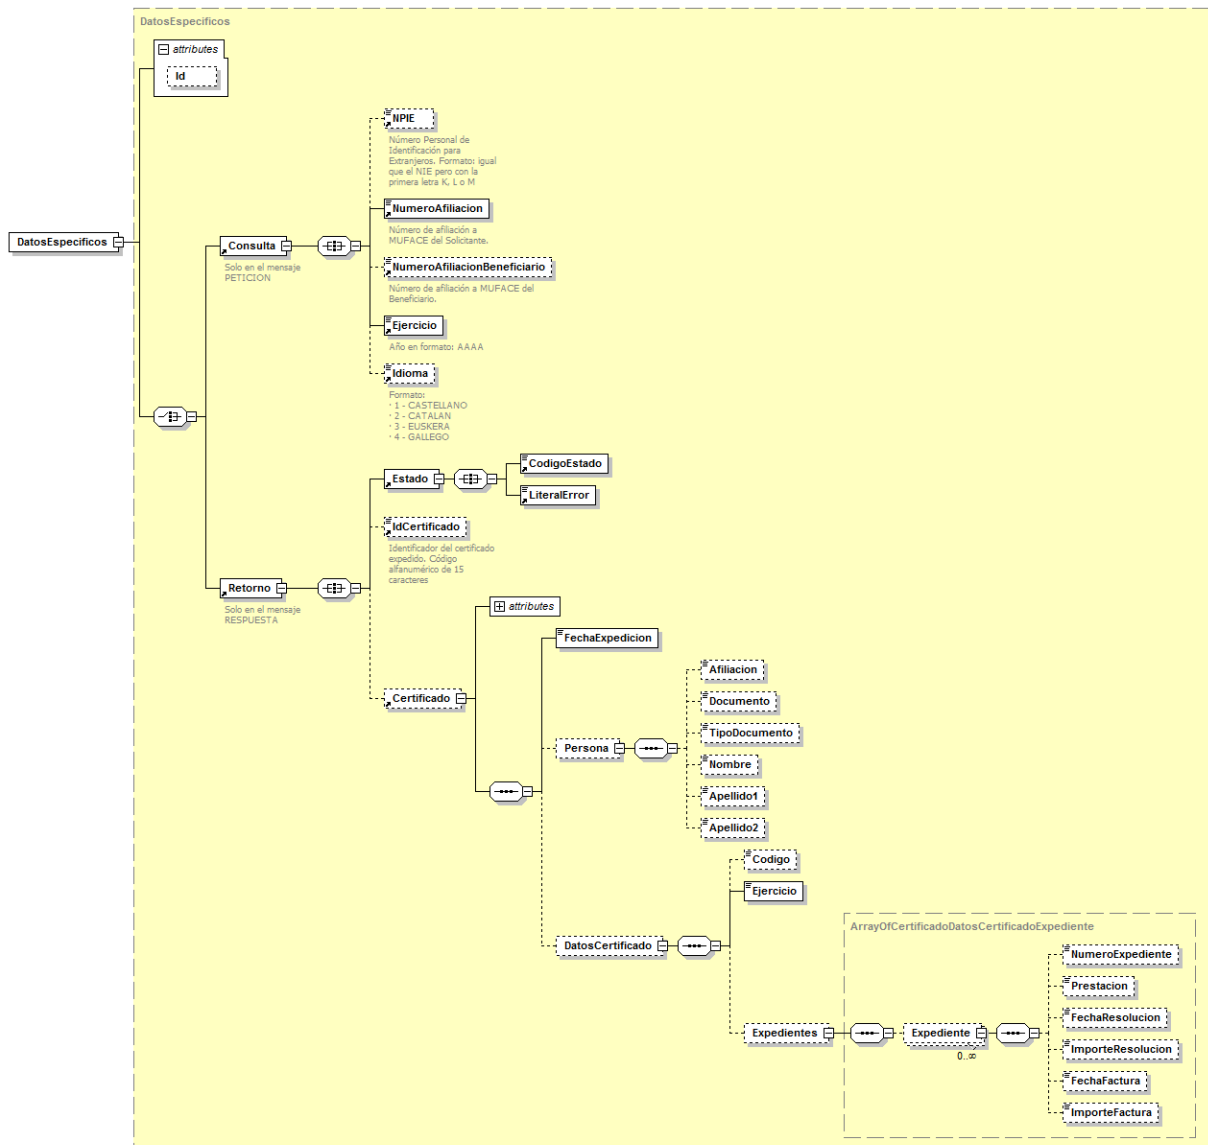 DatosEspecificos
attributes
Id
NPIE
Número Personal de
Identificación para
Extranjeros. Formato: igual
que el NIE pero con la
primera letra K, L o M
NumeroAfiliacion
Número de afiliación a
MUFACE del Solicitante.
DatosEspecificos
Consulta
Solo en el mensaje
PETICION
NumeroAfiliacionBeneficiario
Número de afiliación a MUFACE del
Beneficiario.
Ejercicio
Año en formato: AAAA
Idioma
Formato:
· 1 - CASTELLANO
· 2 - CATALAN
· 3 - EUSKERA
· 4 - GALLEGO
Estado
CodigoEstado
LiteralError
IdCertificado
Identificador del certificado
expedido. Código
alfanumérico de 15
caracteres
Retorno
Solo en el mensaje
RESPUESTA
attributes
FechaExpedicion
Certificado
Afiliacion
Documento
TipoDocumento
Persona
Nombre
Apellido1
Apellido2
Codigo
Ejercicio
DatosCertificado
ArrayOfCertificadoDatosCertificadoExpediente
NumeroExpediente
Prestacion
FechaResolucion
Expedientes
Expediente
0..∞
ImporteResolucion
FechaFactura
ImporteFactura